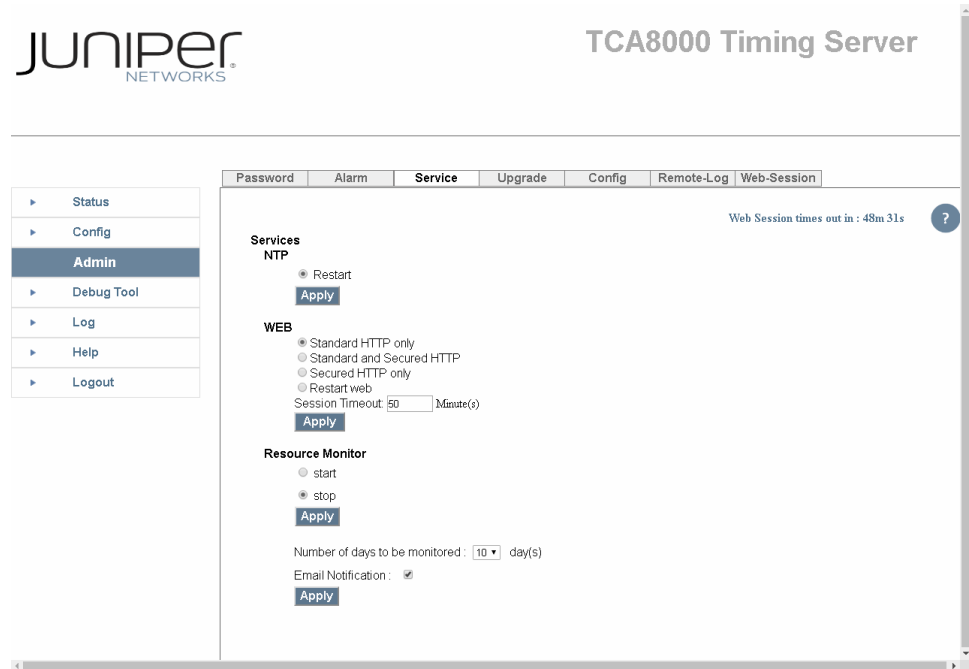 JUNIPER
NETWORKS
TCA8000 Timing Server
Password Alarm Service Upgrade Config Remote-Log Web-Session
Status
Config
Admin
Debug Tool
Log
Help
Logout
Web Session times out in : 48m 31s ?
Services
NTP
Restart
Apply
WEB
Standard HTTP only
Standard and Secured HTTP
Secured HTTP only
Restart web
Session Timeout: 50 Minute(s)
Apply
Resource Monitor
start
stop
Apply
Number of days to be monitored : 10 day(s)
Email Notification :
Apply